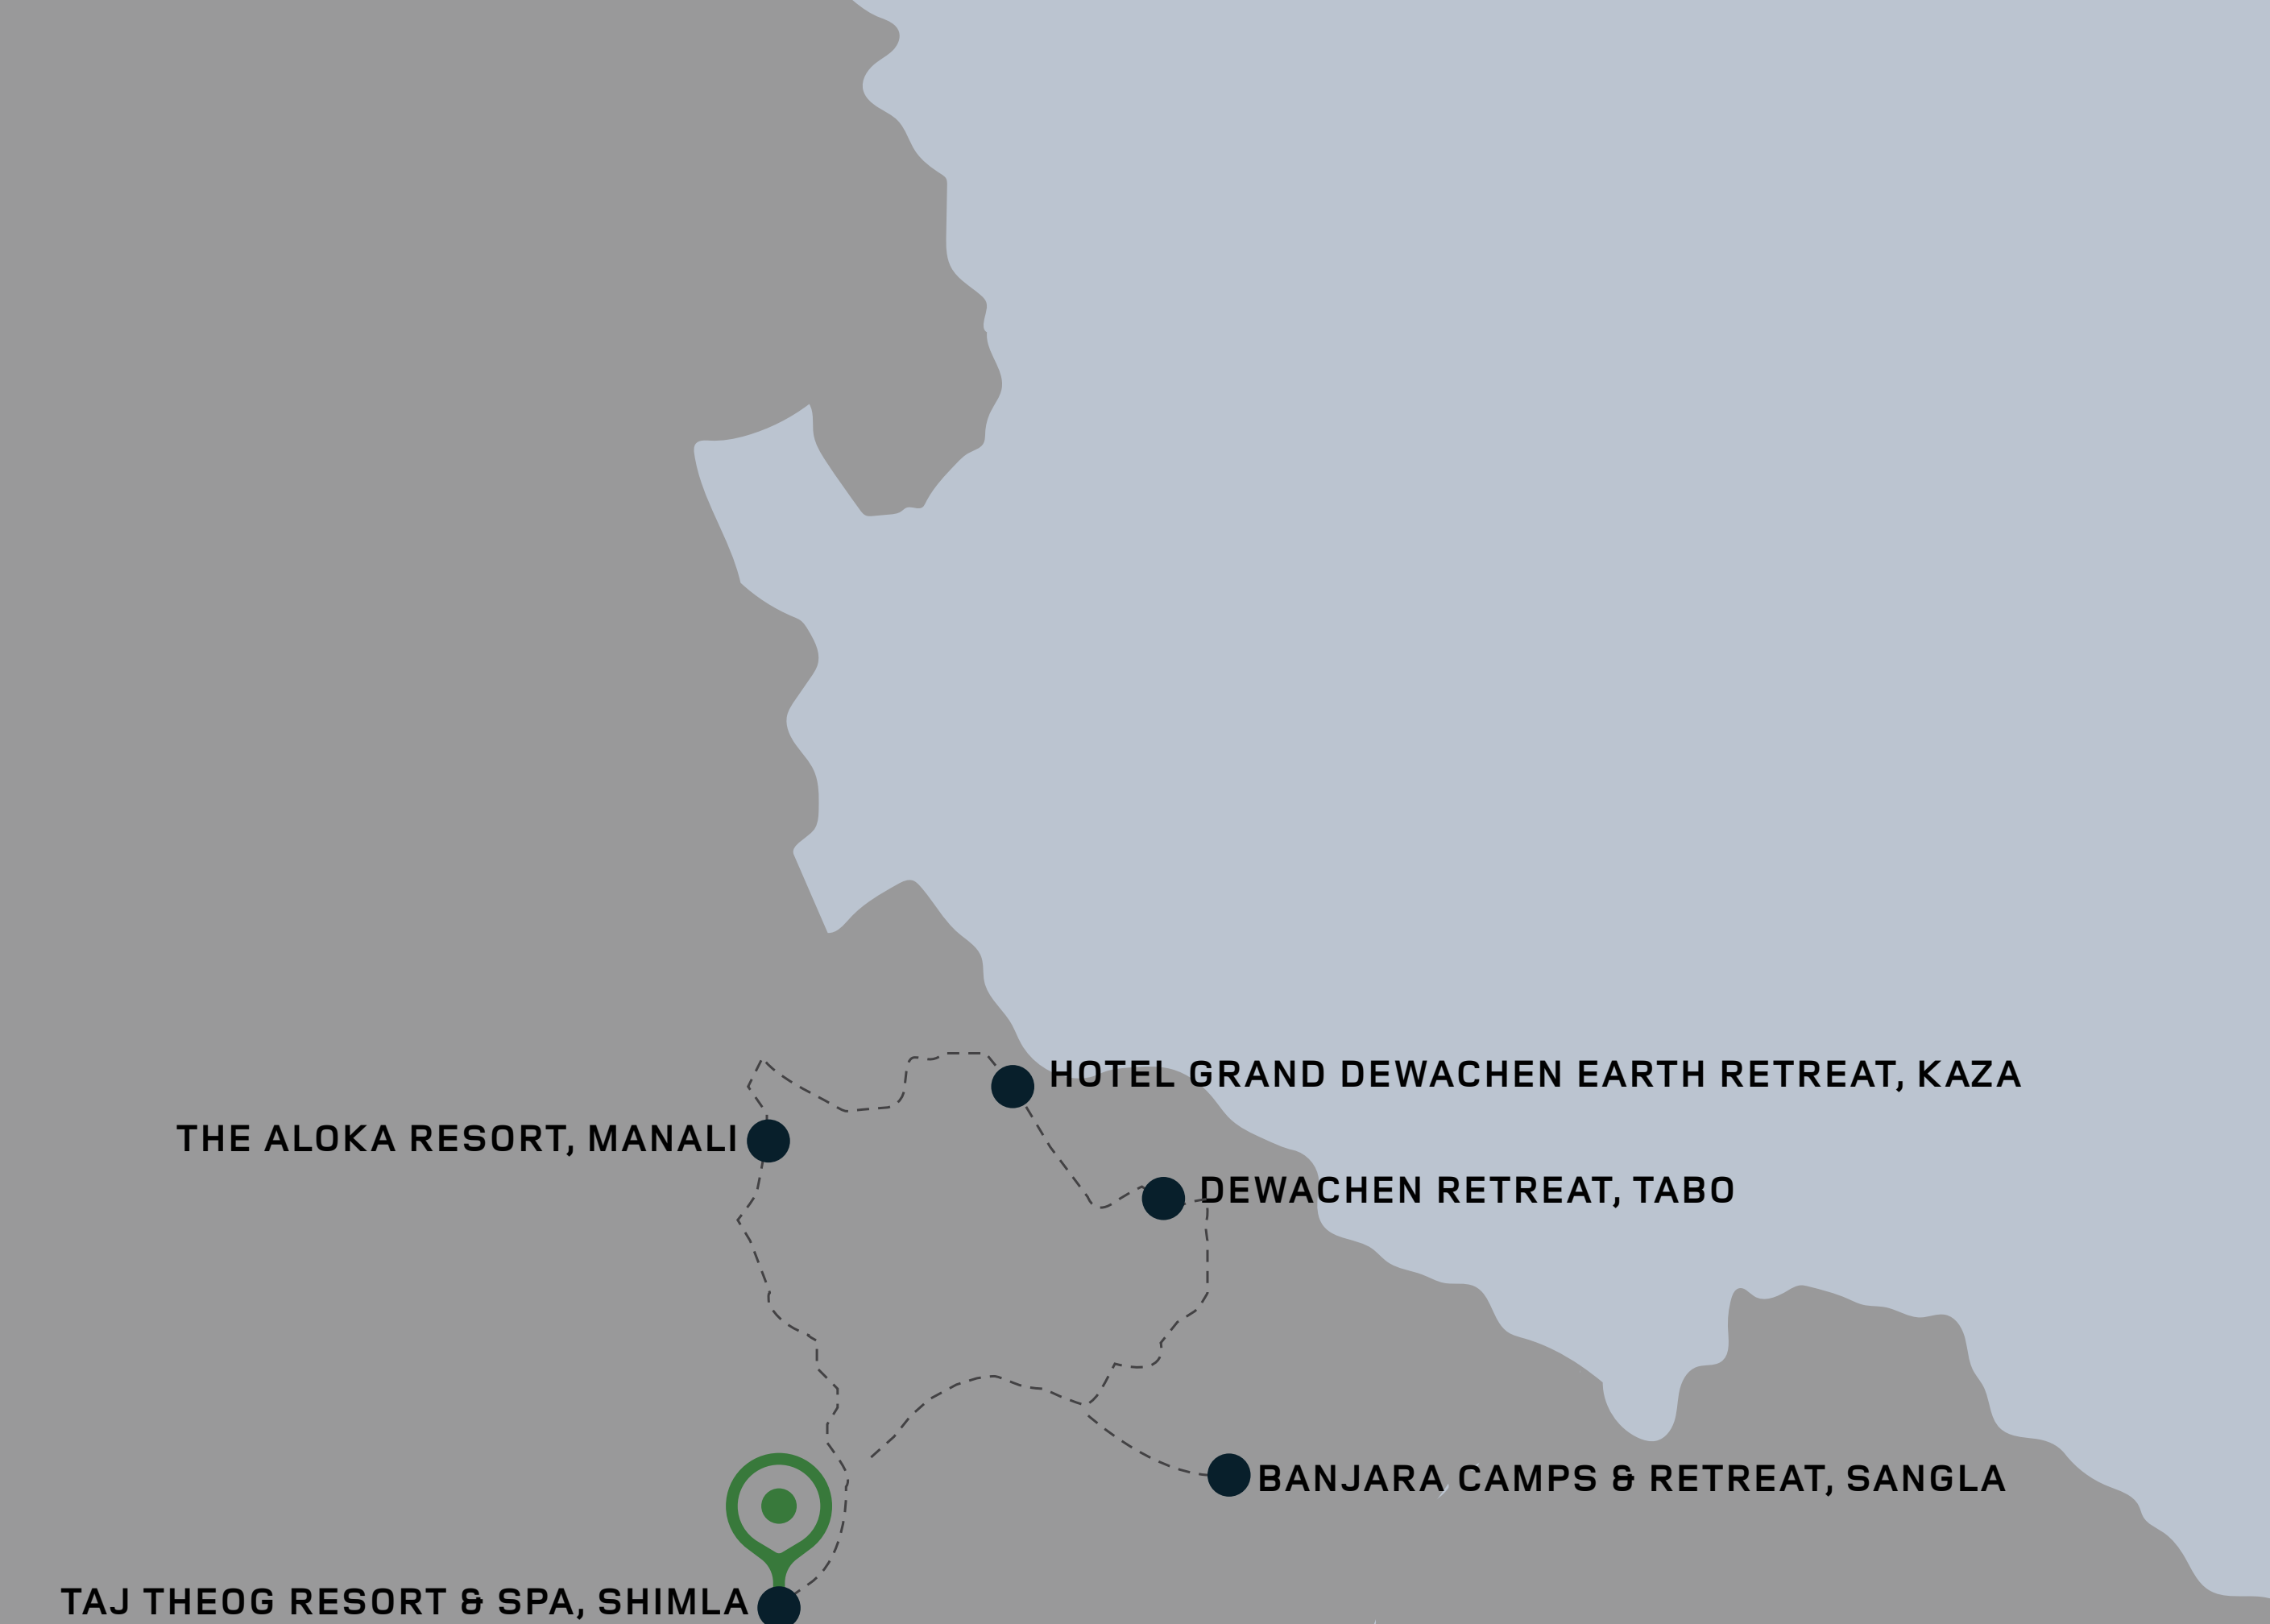 HOTEL GRAND DEWACHEN EARTH RETREAT, KAZA
THE ALOKA RESORT, MANALI
DEWACHEN RETREAT, TABO
BANJARA CAMPS & RETREAT, SANGLA
TAJ THEOG RESORT & SPA, SHIMLA